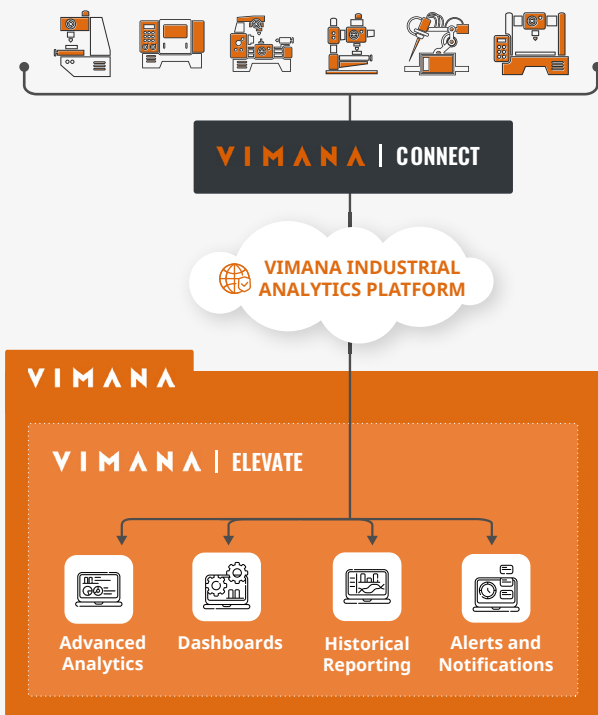 VIMANA | CONNECT
VIMANA INDUSTRIAL
ANALYTICS PLATFORM
VIMANA
VIMANA | ELEVATE
Advanced
Analytics
Dashboards
Historical
Reporting
Alerts and
Notifications